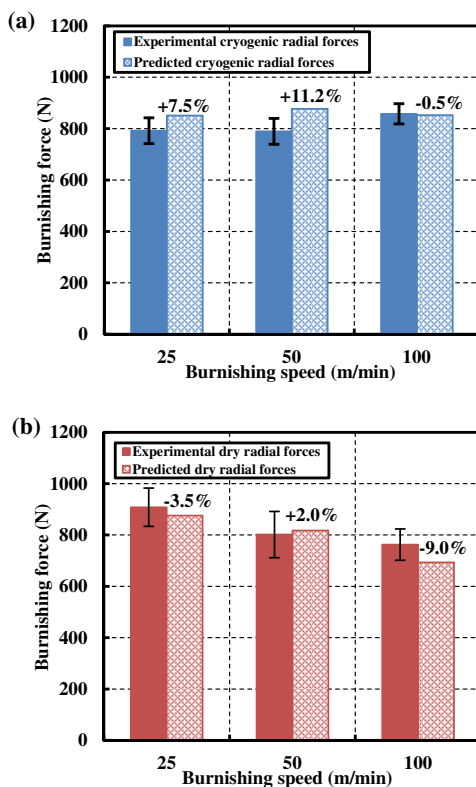 (a)
Experimental cryogenic radial forces
Predicted cryogenic radial forces
1200
1000
800
600
400
200
0
Burnishing force (N)
+7.5%
+11.2%
-0.5%
25
50
100
Burnishing speed (m/min)
(b)
Experimental dry radial forces
Predicted dry radial forces
1200
1000
800
600
400
200
0
Burnishing force (N)
-3.5%
+2.0%
-9.0%
25
50
100
Burnishing speed (m/min)